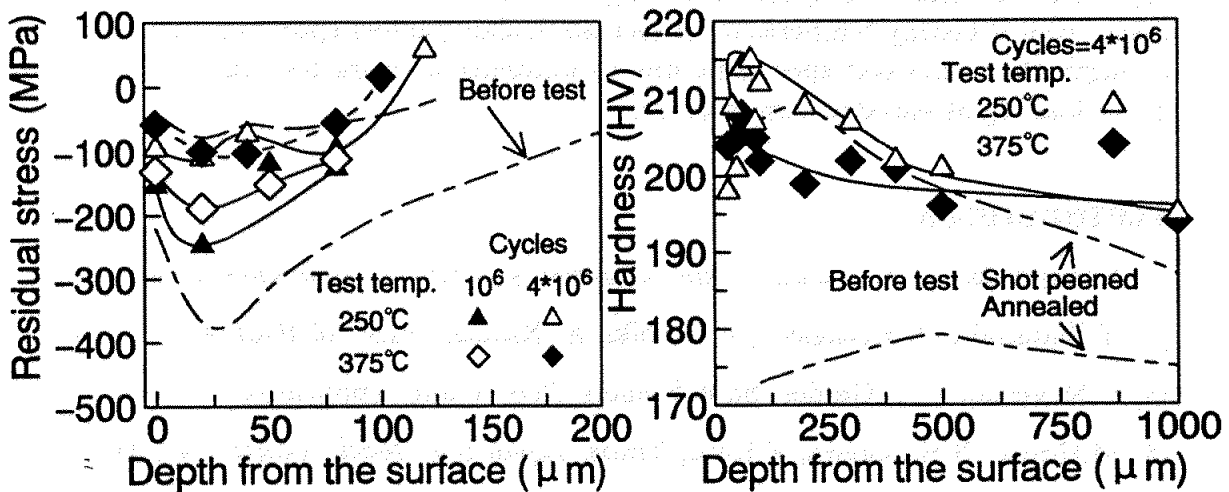 Residual stress (MPa)
100
0
−100
−200
−300
−400
−500
Before test
Cycles
Test temp. 10⁶ 4*10⁶
250℃
375℃
0 50 100 150 200
Depth from the surface (μm)
Hardness (HV)
220
210
200
190
180
170
Cycles=4*10⁶
Test temp.
250℃
375℃
Before test Shot peened
Annealed
0 250 500 750 1000
Depth from the surface (μm)